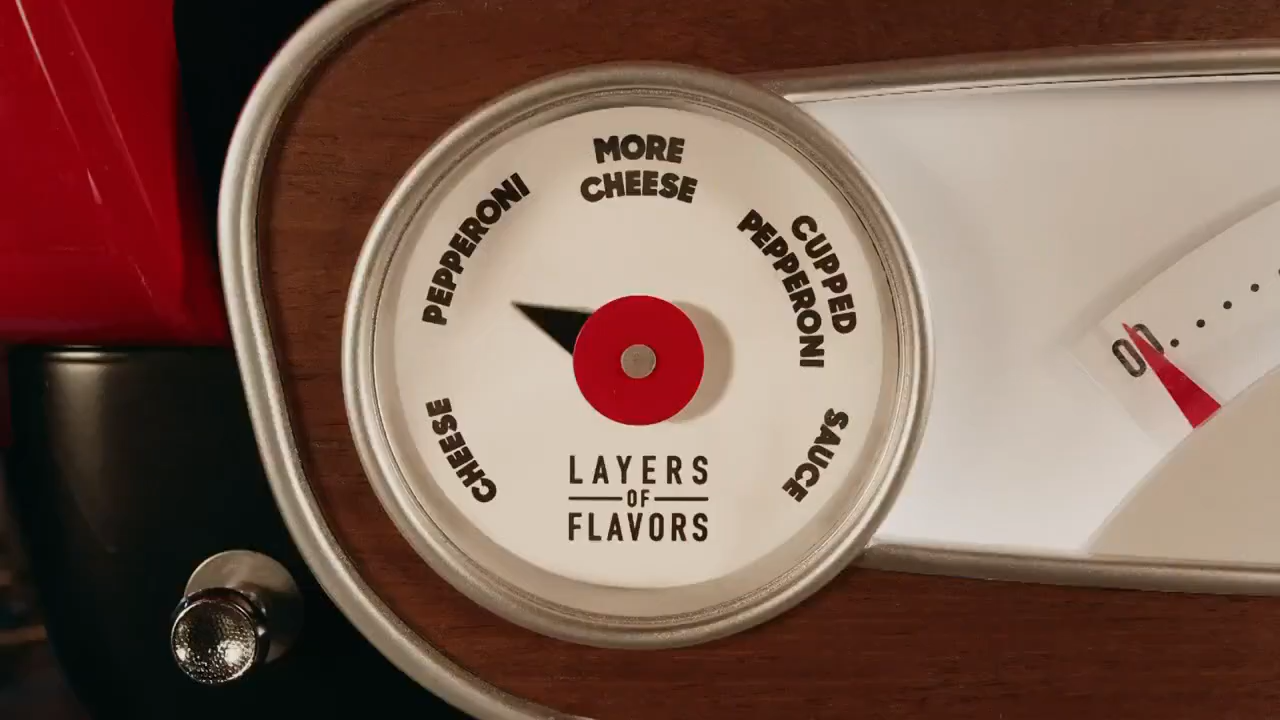 MORE
CHEESE
PEPPERONI
CUPPED
PEPPERONI
CHEESE
SAUCE
LAYERS
OF
FLAVORS
00